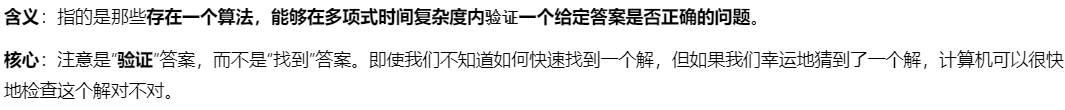 含义：指的是那些存在一个算法，能够在多项式时间复杂度内验证一个给定答案是否正确的问题。
核心：注意是“验证”答案，而不是“找到”答案。即使我们不知道如何快速找到一个解，但如果我们幸运地猜到了一个解，计算机可以很快
地检查这个解对不对。